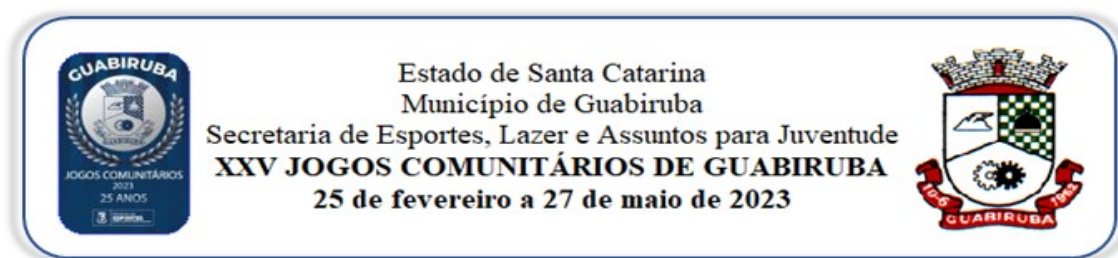 GUABIRUBA
JOGOS COMUNITÁRIOS
2023
25 ANOS
Estado de Santa Catarina
Município de Guabiruba
Secretaria de Esportes, Lazer e Assuntos para Juventude
XXV JOGOS COMUNITÁRIOS DE GUABIRUBA
25 de fevereiro a 27 de maio de 2023
10-6 1962
GUABIRUBA